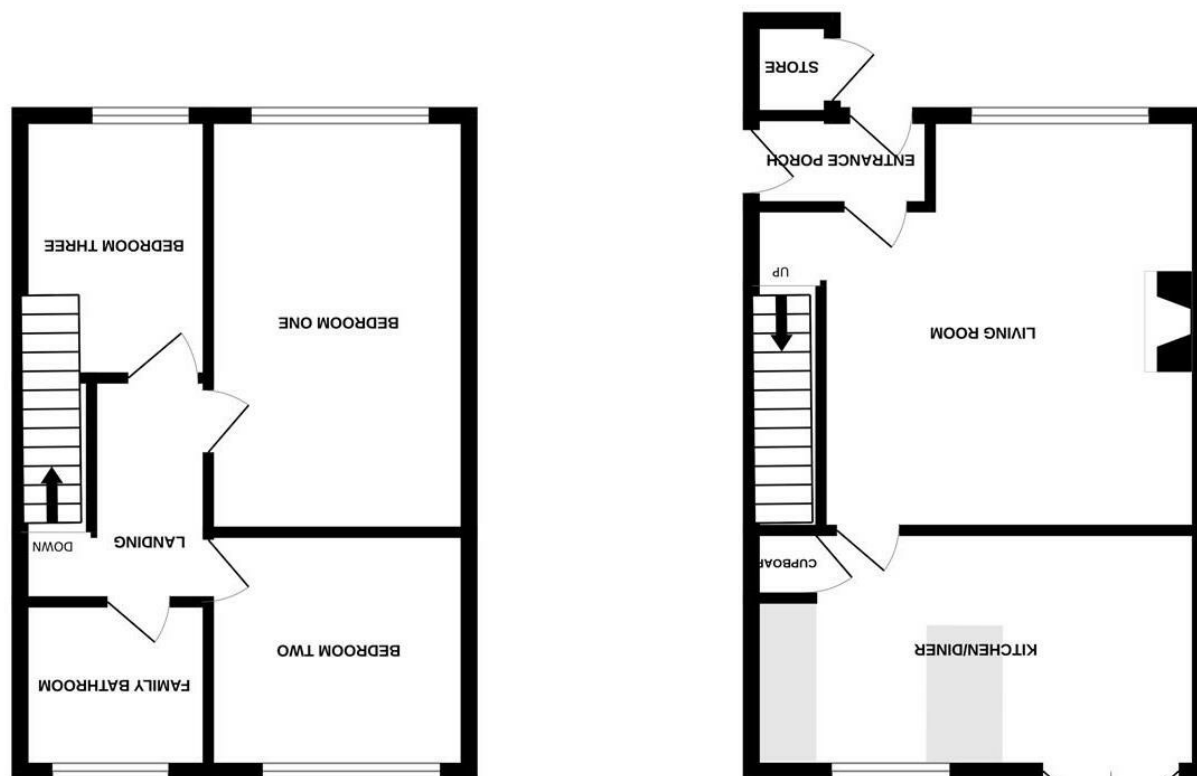 KITCHEN/DINER
CUPBOAR
LIVING ROOM
UP
ENTRANCE PORCH
STORE
BEDROOM TWO
FAMILY BATHROOM
LANDING
DOWN
BEDROOM ONE
BEDROOM THREE